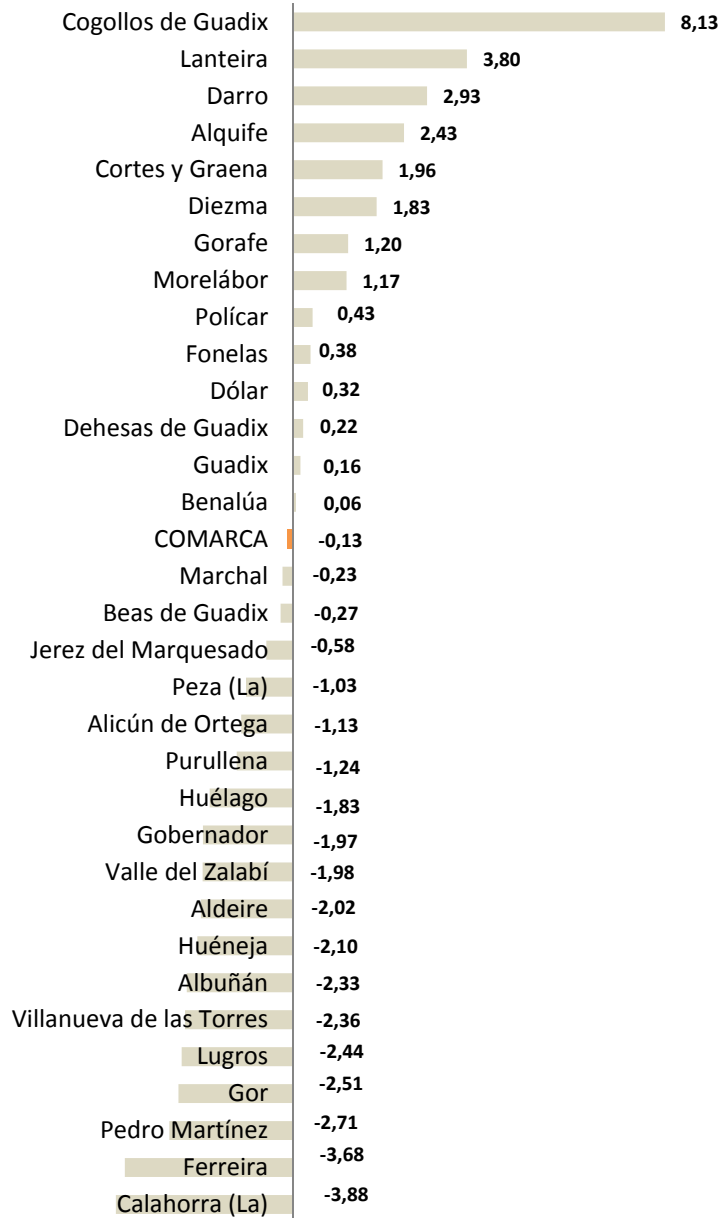 Cogollos de Guadix 8,13
Lanteira 3,80
Darro 2,93
Alquife 2,43
Cortes y Graena 1,96
Diezma 1,83
Gorafe 1,20
Morelábor 1,17
Polícar 0,43
Fonelas 0,38
Dólar 0,32
Dehesas de Guadix 0,22
Guadix 0,16
Benalúa 0,06
COMARCA -0,13
Marchal -0,23
Beas de Guadix -0,27
Jerez del Marquesado -0,58
Peza (La) -1,03
Alicún de Ortega -1,13
Purullena -1,24
Huélago -1,83
Gobernador -1,97
Valle del Zalabí -1,98
Aldeire -2,02
Huéneja -2,10
Albuñán -2,33
Villanueva de las Torres -2,36
Lugros -2,44
Gor -2,51
Pedro Martínez -2,71
Ferreira -3,68
Calahorra (La) -3,88